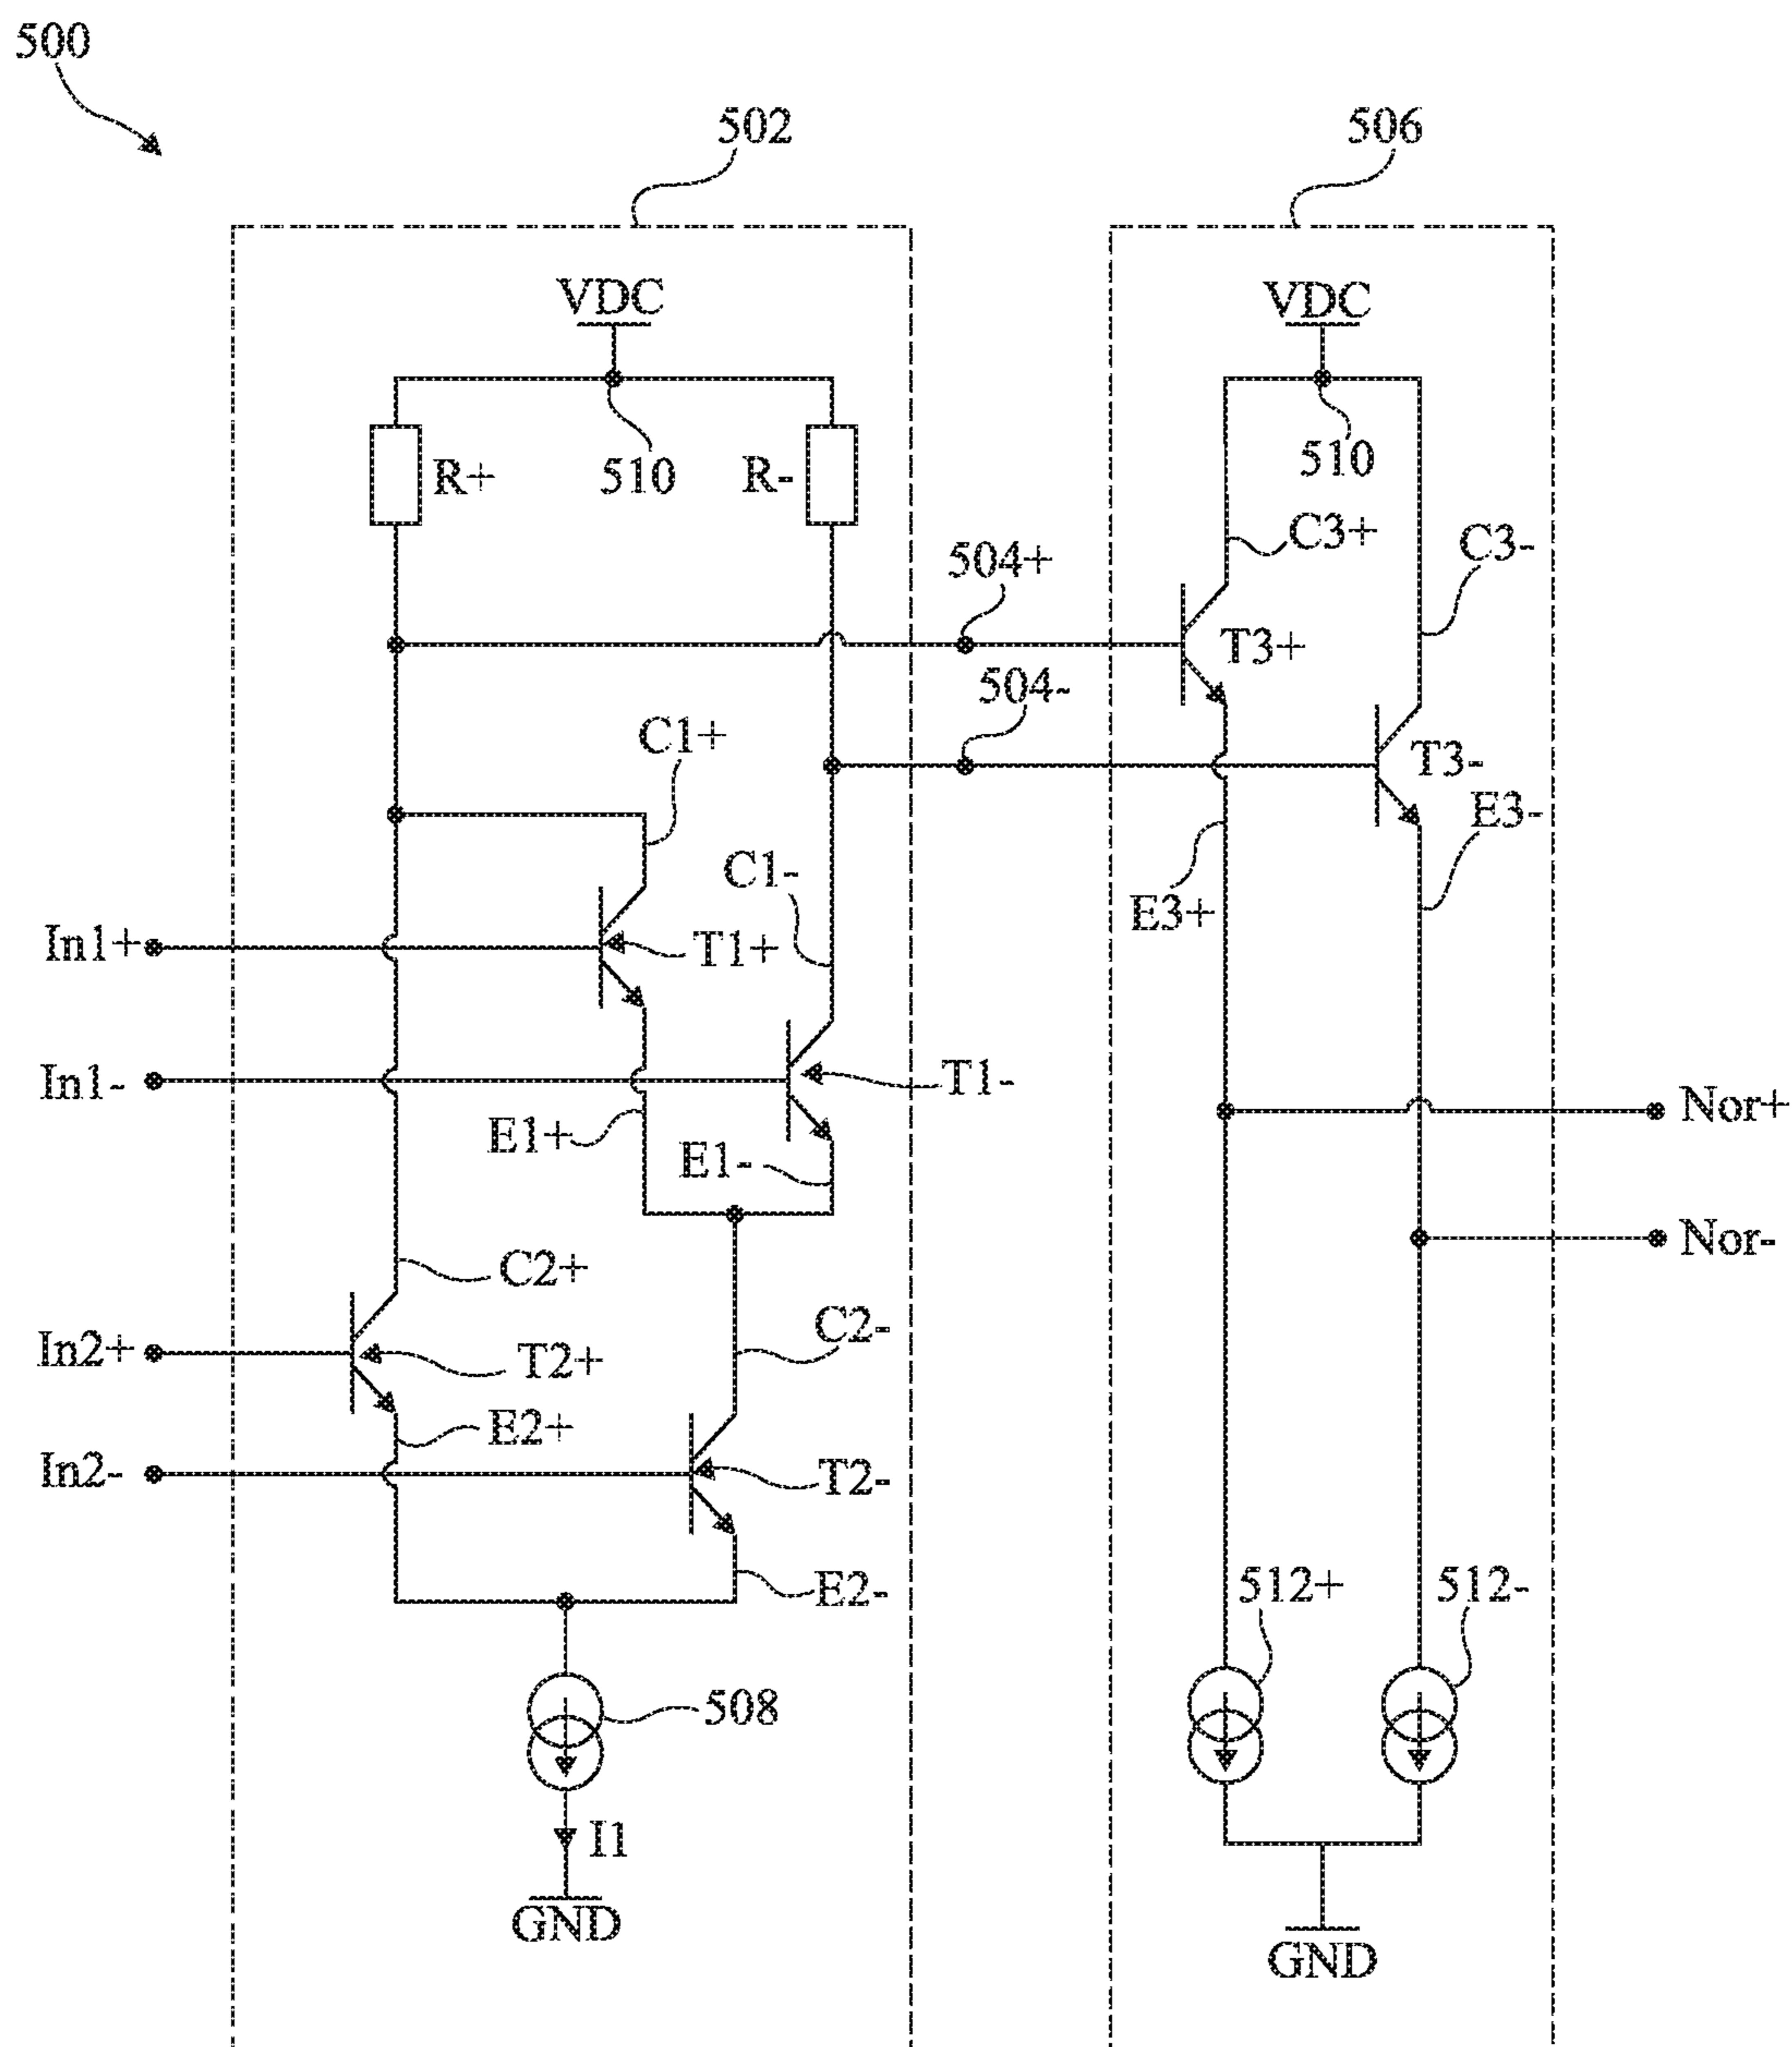 500
502
506
VDC
VDC
510
510
R+
R-
C3+
C3-
504+
T3+
504-
C1+
T3-
E3-
C1-
E3+
In1+
T1+
In1-
T1-
Nor+
E1+
E1-
Nor-
C2+
C2-
In2+
T2+
E2+
In2-
T2-
E2-
512+
512-
508
I1
GND
GND